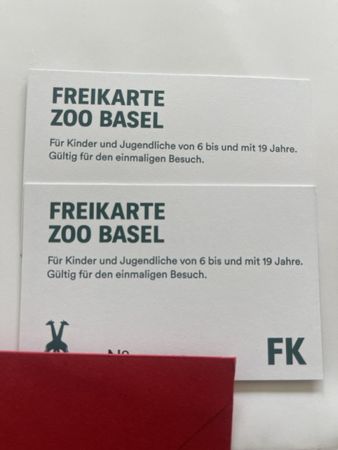 FREIKARTE
ZOO BASEL
Für Kinder und Jugendliche von 6 bis und mit 19 Jahre.
Gültig für den einmaligen Besuch.
FREIKARTE
ZOO BASEL
Für Kinder und Jugendliche von 6 bis und mit 19 Jahre.
Gültig für den einmaligen Besuch.
Nº
FK